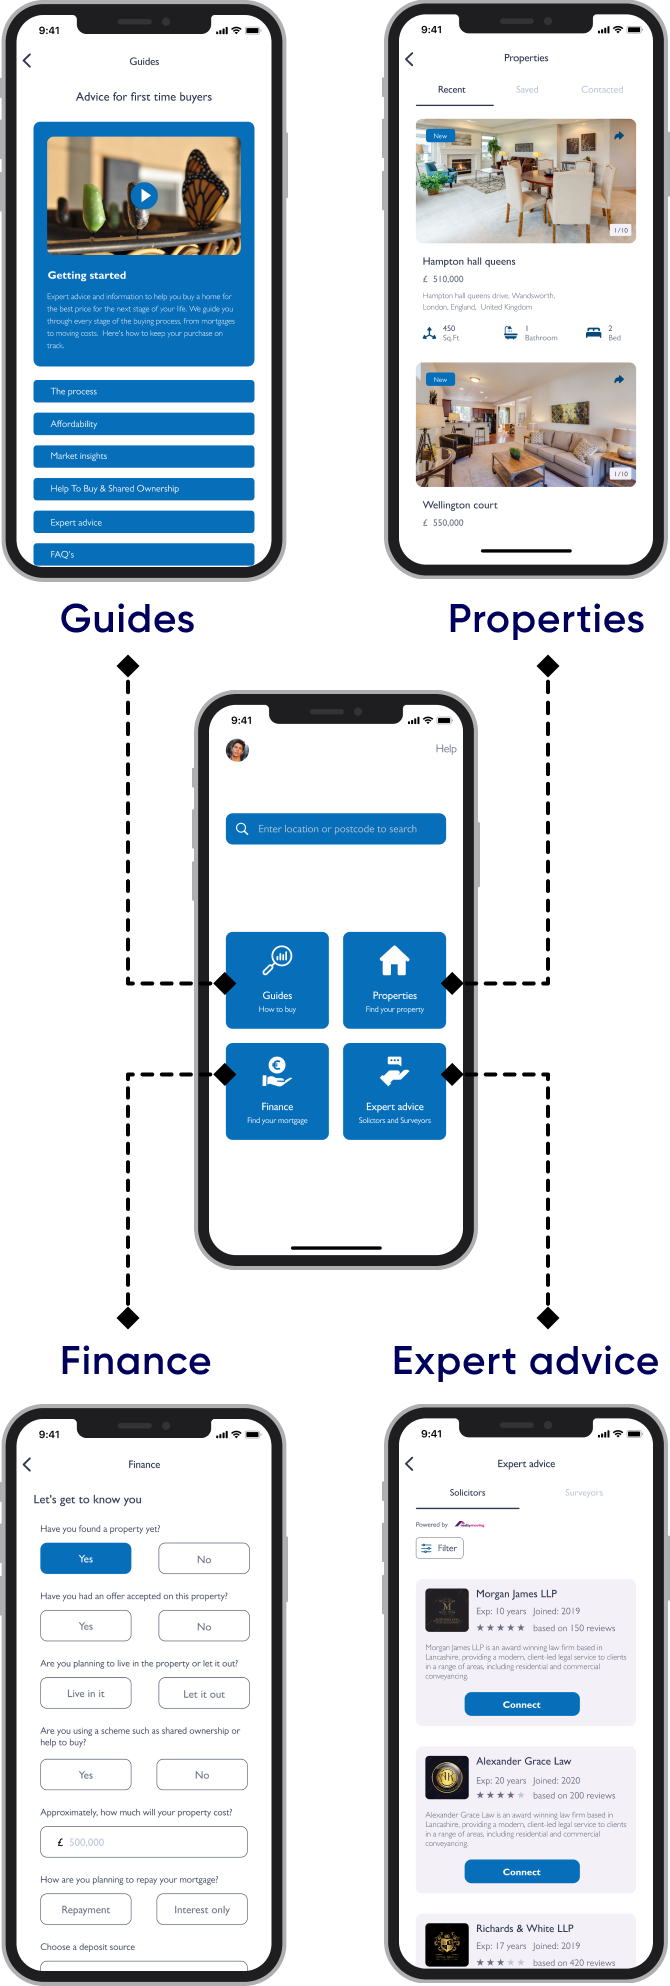 9:41
Guides
Advice for first time buyers
Getting started
Expert advice and information to help you buy a home for
the best price for the next stage of your life. We guide you
through every stage of the buying process, from mortgages
to moving costs. Here's how to keep your purchase on
track.
The process
Affordability
Market insights
Help To Buy & Shared Ownership
Expert advice
FAQ's
9:41
Properties
Recent Saved Contacted
New
1/10
Hampton hall queens
£ 510,000
Hampton hall queens drive, Wandsworth,
London, England, United Kingdom
450 1 2
Sq.Ft Bathroom Bed
New
1/10
Wellington court
£ 550,000
Guides
Properties
9:41
Help
Enter location or postcode to search
Guides
How to buy
Properties
Find your property
Finance
Find your mortgage
Expert advice
Solictors and Surveyors
Finance
Expert advice
9:41
Finance
Let's get to know you
Have you found a property yet?
Yes No
Have you had an offer accepted on this property?
Yes No
Are you planning to live in the property or let it out?
Live in it Let it out
Are you using a scheme such as shared ownership or
help to buy?
Yes No
Approximately, how much will your property cost?
£ 500,000
How are you planning to repay your mortgage?
Repayment Interest only
Choose a deposit source
9:41
Expert advice
Solicitors Surveyors
Powered by
Filter
Morgan James LLP
Exp: 10 years Joined: 2019
based on 150 reviews
Morgan James LLP is an award winning law firm based in
Lancashire, providing a modern, client-led legal service to clients
in a range of areas, including residential and commercial
conveyancing.
Connect
Alexander Grace Law
Exp: 20 years Joined: 2020
based on 200 reviews
Alexander Grace Law is an award winning law firm based in
Lancashire, providing a modern, client-led legal service to clients
in a range of areas, including residential and commercial
conveyancing.
Connect
Richards & White LLP
Exp: 17 years Joined: 2019
based on 420 reviews